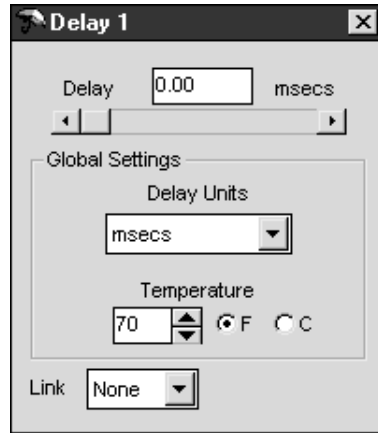 Delay 1
Delay 0.00 msecs
Global Settings
Delay Units
msecs
Temperature
70 F C
Link None